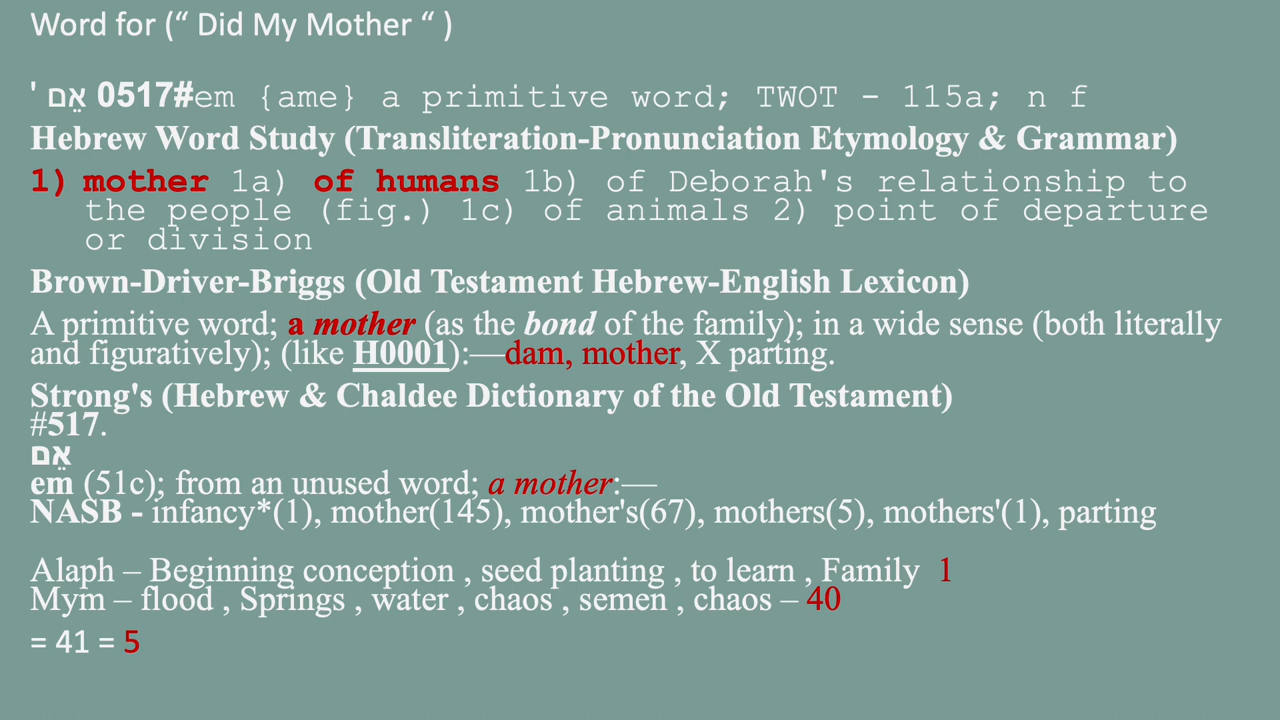 Word for (“ Did My Mother “ )
' אֵם 0517#em {ame} a primitive word; TWOT - 115a; n f
Hebrew Word Study (Transliteration-Pronunciation Etymology & Grammar)
1) mother 1a) of humans 1b) of Deborah's relationship to
the people (fig.) 1c) of animals 2) point of departure
or division
Brown-Driver-Briggs (Old Testament Hebrew-English Lexicon)
A primitive word; a mother (as the bond of the family); in a wide sense (both literally
and figuratively); (like H0001):—dam, mother, X parting.
Strong's (Hebrew & Chaldee Dictionary of the Old Testament)
#517.
אֵם
em (51c); from an unused word; a mother:—
NASB - infancy*(1), mother(145), mother's(67), mothers(5), mothers'(1), parting
Alaph – Beginning conception , seed planting , to learn , Family 1
Mym – flood , Springs , water , chaos , semen , chaos – 40
= 41 = 5